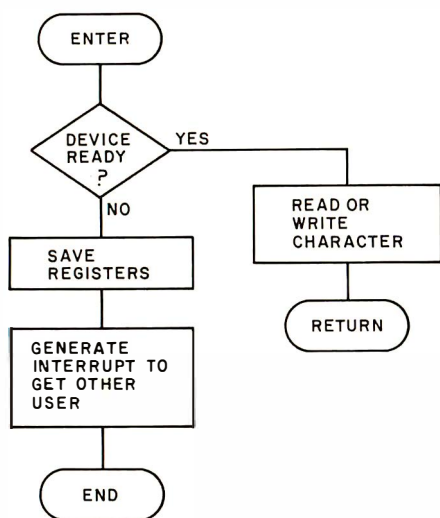 ENTER
DEVICE
READY
?
YES
NO
READ OR
WRITE
CHARACTER
SAVE
REGISTERS
RETURN
GENERATE
INTERRUPT TO
GET OTHER
USER
END